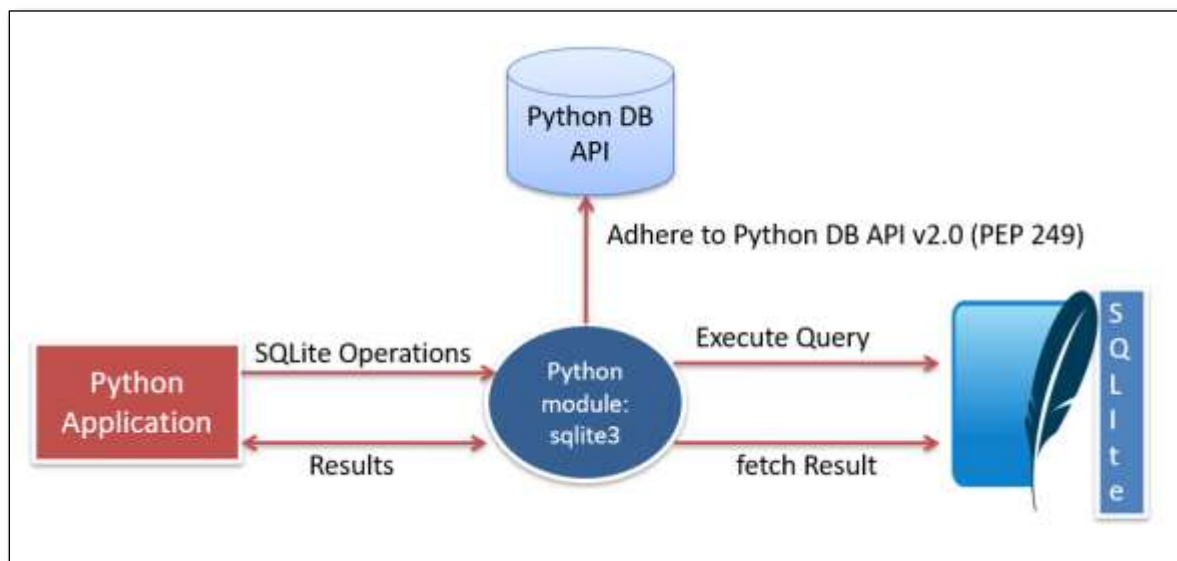 Python DB
API
Adhere to Python DB API v2.0 (PEP 249)
SQLite Operations
Python
Application
Results
Python
module:
sqlite3
Execute Query
fetch Result
S
Q
L
I
t
e